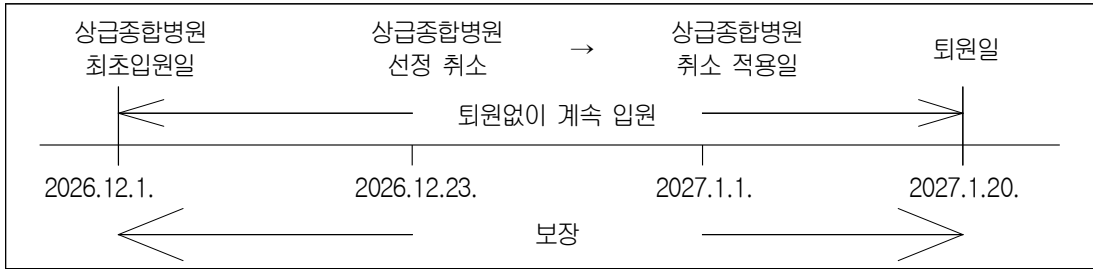 상급종합병원 상급종합병원 → 상급종합병원 퇴원일
최초입원일 선정 취소 취소 적용일
퇴원없이 계속 입원
2026.12.1. 2026.12.23. 2027.1.1. 2027.1.20.
보장